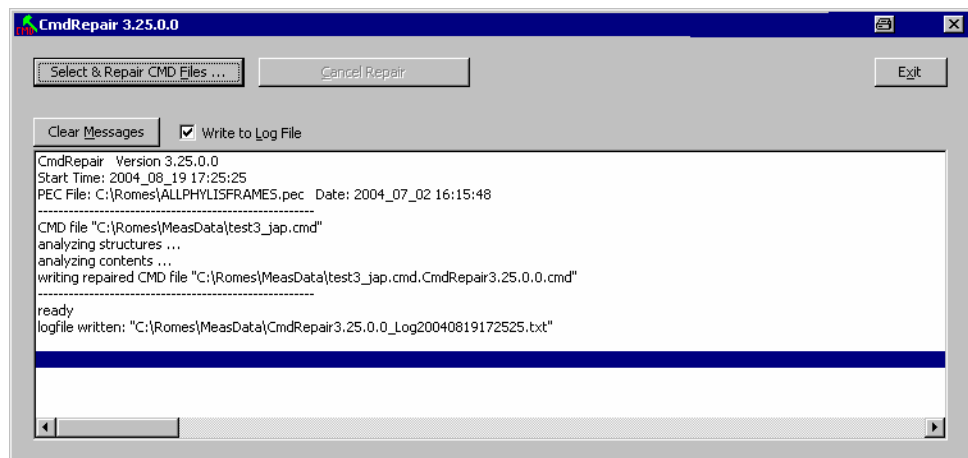 CmdRepair 3.25.0.0
Select & Repair CMD Files ... Cancel Repair Exit
Clear Messages Write to Log File
CmdRepair Version 3.25.0.0
Start Time: 2004_08_19 17:25:25
PEC File: C:\Romes\ALLPHYLISFRAMES.pec Date: 2004_07_02 16:15:48
------------------------------------------------------
CMD file "C:\Romes\MeasData\test3_jap.cmd"
analyzing structures ...
analyzing contents ...
writing repaired CMD file "C:\Romes\MeasData\test3_jap.cmd.CmdRepair3.25.0.0.cmd"
------------------------------------------------------
ready
logfile written: "C:\Romes\MeasData\CmdRepair3.25.0.0_Log20040819172525.txt"